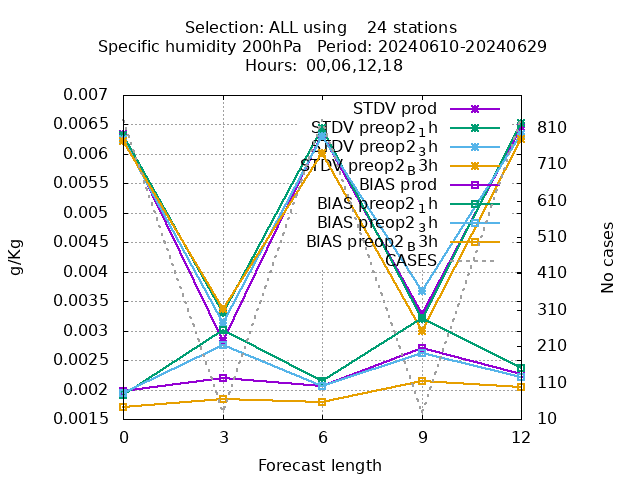 Selection: ALL using 24 stations
Specific humidity 200hPa Period: 20240610-20240629
Hours: 00,06,12,18
g/Kg
0.007
0.0065
0.006
0.0055
0.005
0.0045
0.004
0.0035
0.003
0.0025
0.002
0.0015
STDV prod
STDV preop2_1h
STDV preop2_3h
STDV preop2_B3h
BIAS prod
BIAS preop2_1h
BIAS preop2_3h
BIAS preop2_B3h
CASES
810
710
610
510
410
310
210
110
10
No cases
0 3 6 9 12
Forecast length